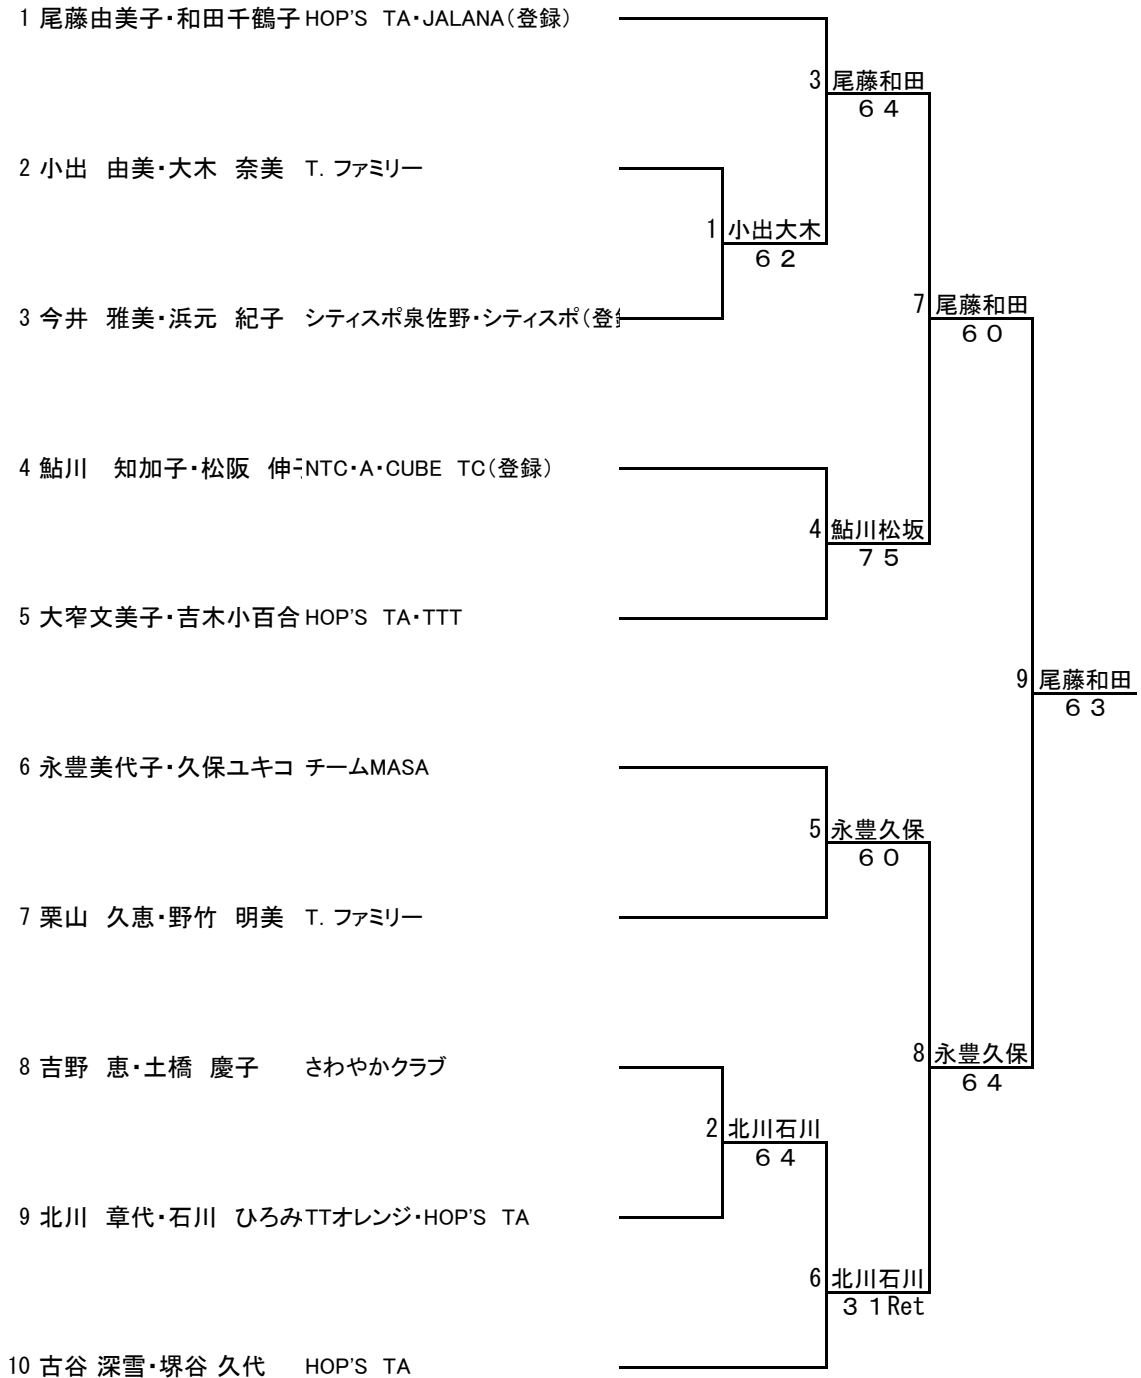 1 尾藤由美子・和田千鶴子 HOP'S TA・JALANA（登録）
3 尾藤和田
６４
2 小出　由美・大木　奈美 T．ファミリー
1 小出大木
６２
3 今井　雅美・浜元　紀子 シティスポ泉佐野・シティスポ（登
7 尾藤和田
６０
4 鮎川　知加子・松阪　伸 NTC・A・CUBE TC（登録）
4 鮎川松坂
７５
5 大窄文美子・吉木小百合 HOP'S TA・TTT
9 尾藤和田
６３
6 永豊美代子・久保ユキコ チームMASA
5 永豊久保
６０
7 栗山　久恵・野竹　明美 T．ファミリー
8 吉野　恵・土橋　慶子 さわやかクラブ
8 永豊久保
６４
2 北川石川
６４
9 北川　章代・石川　ひろみ TTオレンジ・HOP'S TA
6 北川石川
３１Ret
10 古谷 深雪・堺谷 久代 HOP'S TA